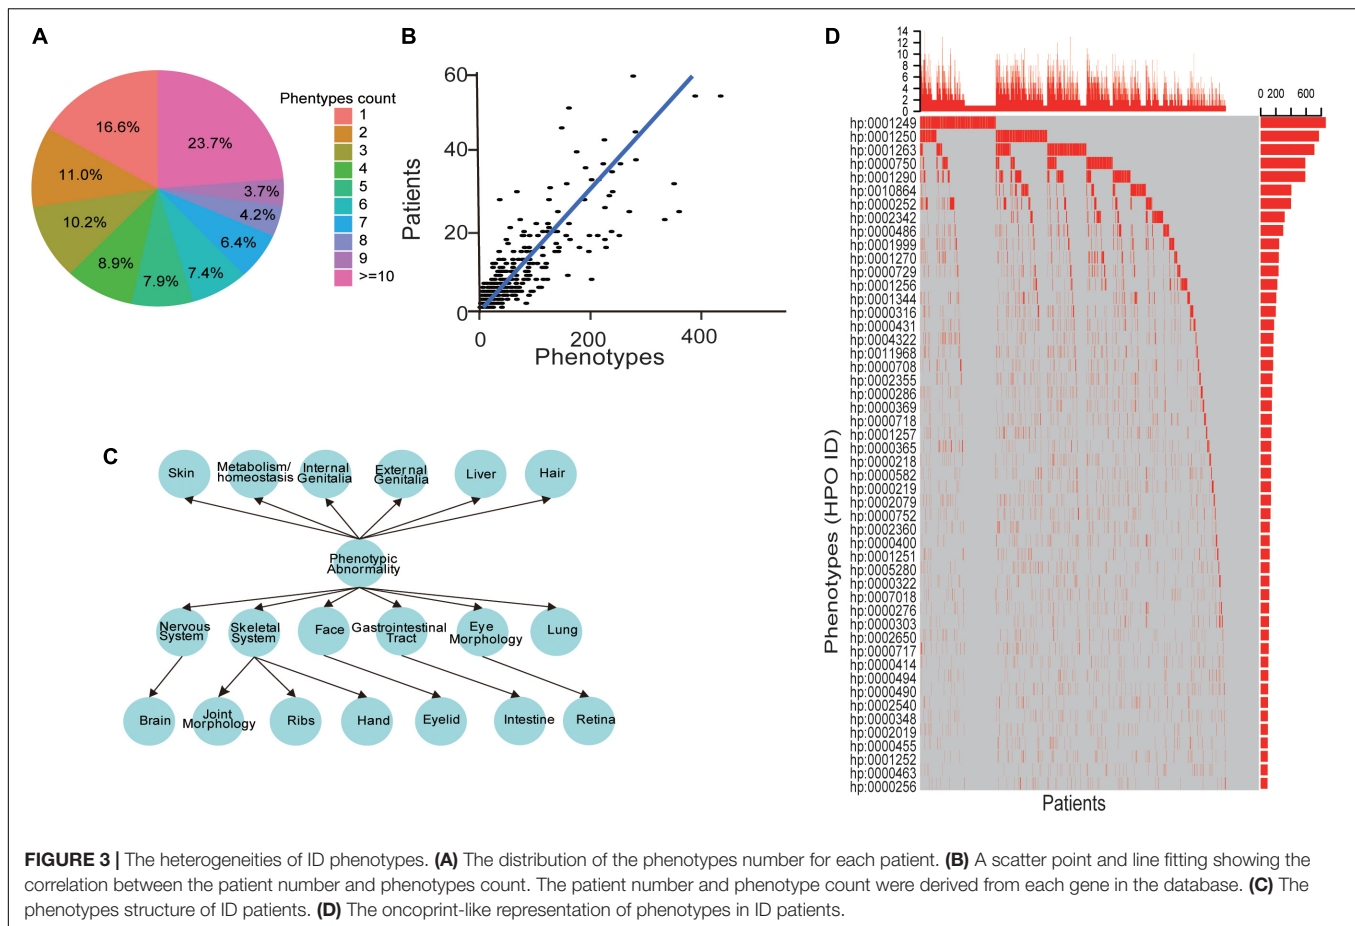 A
Phentypes count
1
2
3
4
5
6
7
8
9
>=10
16.6%
23.7%
11.0%
3.7%
4.2%
10.2%
6.4%
8.9%
7.9%
7.4%
B
Patients
60
40
20
0
0
200
400
Phenotypes
C
Skin
Metabolism/
homeostasis
Internal
Genitalia
External
Genitalia
Liver
Hair
Phenotypic
Abnormality
Nervous
System
Skeletal
System
Face
Gastrointestinal
Tract
Eye
Morphology
Lung
Brain
Joint
Morphology
Ribs
Hand
Eyelid
Intestine
Retina
D
14
12
10
8
6
4
2
0
0 200 600
Phenotypes (HPO ID)
hp:0001249
hp:0001250
hp:0001263
hp:0000750
hp:0001290
hp:0010864
hp:0000252
hp:0002342
hp:0000486
hp:0001999
hp:0001270
hp:0000729
hp:0001256
hp:0001344
hp:0000316
hp:0000431
hp:0004322
hp:0011968
hp:0000708
hp:0002355
hp:0000286
hp:0000369
hp:0000718
hp:0001257
hp:0000365
hp:0000218
hp:0000582
hp:0000219
hp:0002079
hp:0000752
hp:0002360
hp:0000400
hp:0001251
hp:0005280
hp:0000322
hp:0007018
hp:0000276
hp:0000303
hp:0002650
hp:0000717
hp:0000414
hp:0000494
hp:0000490
hp:0002540
hp:0000348
hp:0002019
hp:0000455
hp:0001252
hp:0000463
hp:0000256
Patients
FIGURE 3 | The heterogeneities of ID phenotypes. (A) The distribution of the phenotypes number for each patient. (B) A scatter point and line fitting showing the
correlation between the patient number and phenotypes count. The patient number and phenotype count were derived from each gene in the database. (C) The
phenotypes structure of ID patients. (D) The oncoprint-like representation of phenotypes in ID patients.